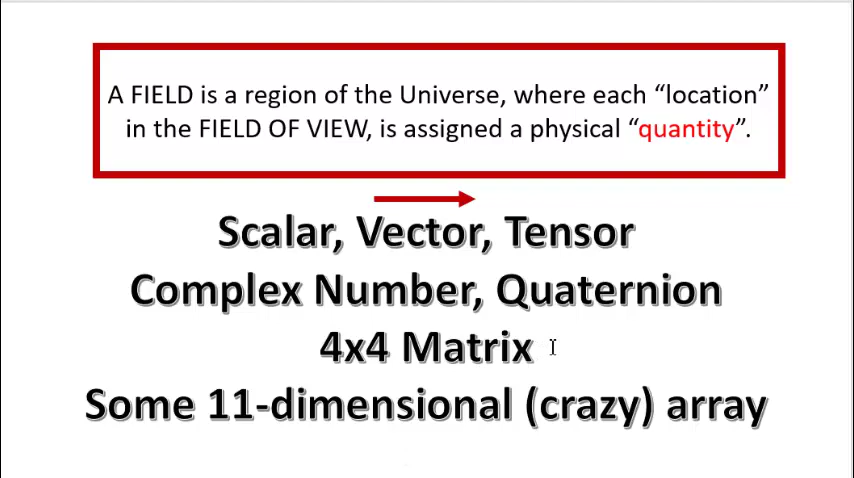 A FIELD is a region of the Universe, where each “location”
in the FIELD OF VIEW, is assigned a physical “quantity”.
Scalar, Vector, Tensor
Complex Number, Quaternion
4x4 Matrix
Some 11-dimensional (crazy) array